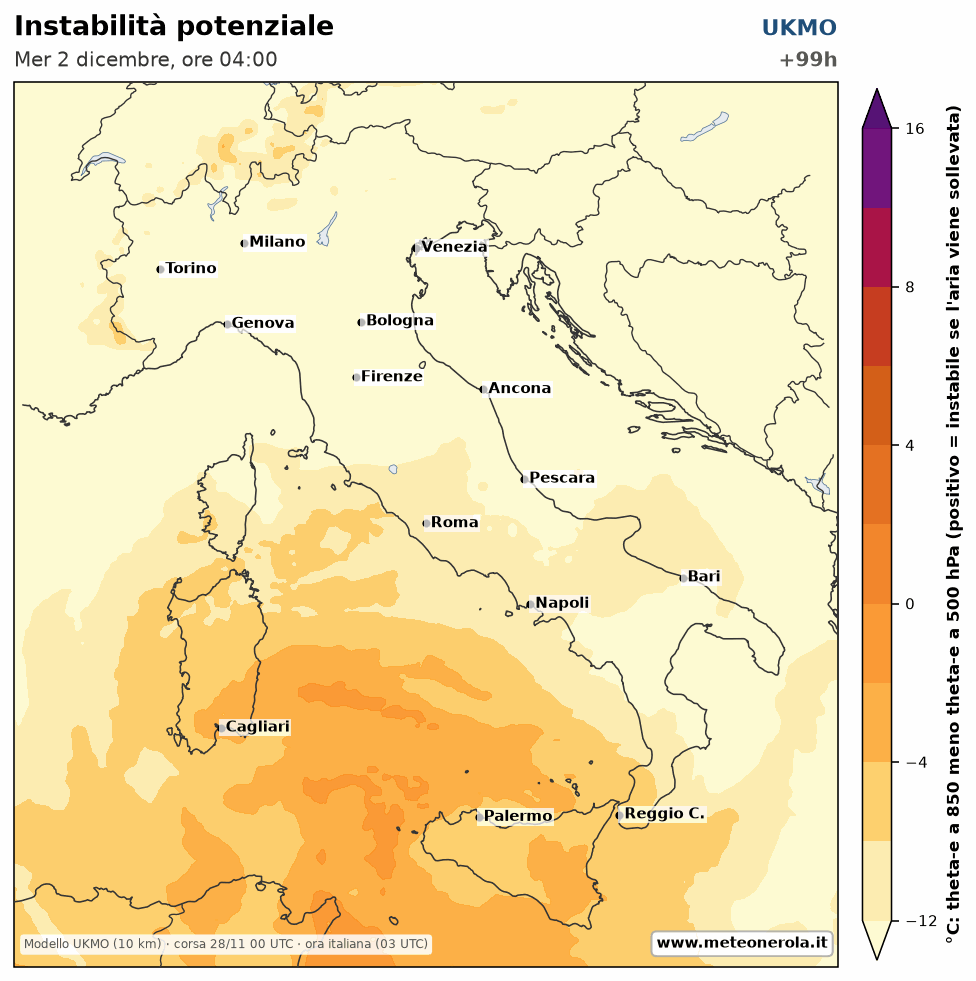 Instabilità potenziale
UKMO
Mer 2 dicembre, ore 04:00
+99h
Milano
Venezia
Torino
Genova
Bologna
Firenze
Ancona
Pescara
Roma
Bari
Napoli
Cagliari
Palermo
Reggio C.
16
8
4
0
−4
−12
°C: theta-e a 850 meno theta-e a 500 hPa (positivo = instabile se l'aria viene sollevata)
Modello UKMO (10 km) · corsa 28/11 00 UTC · ora italiana (03 UTC)
www.meteonerola.it